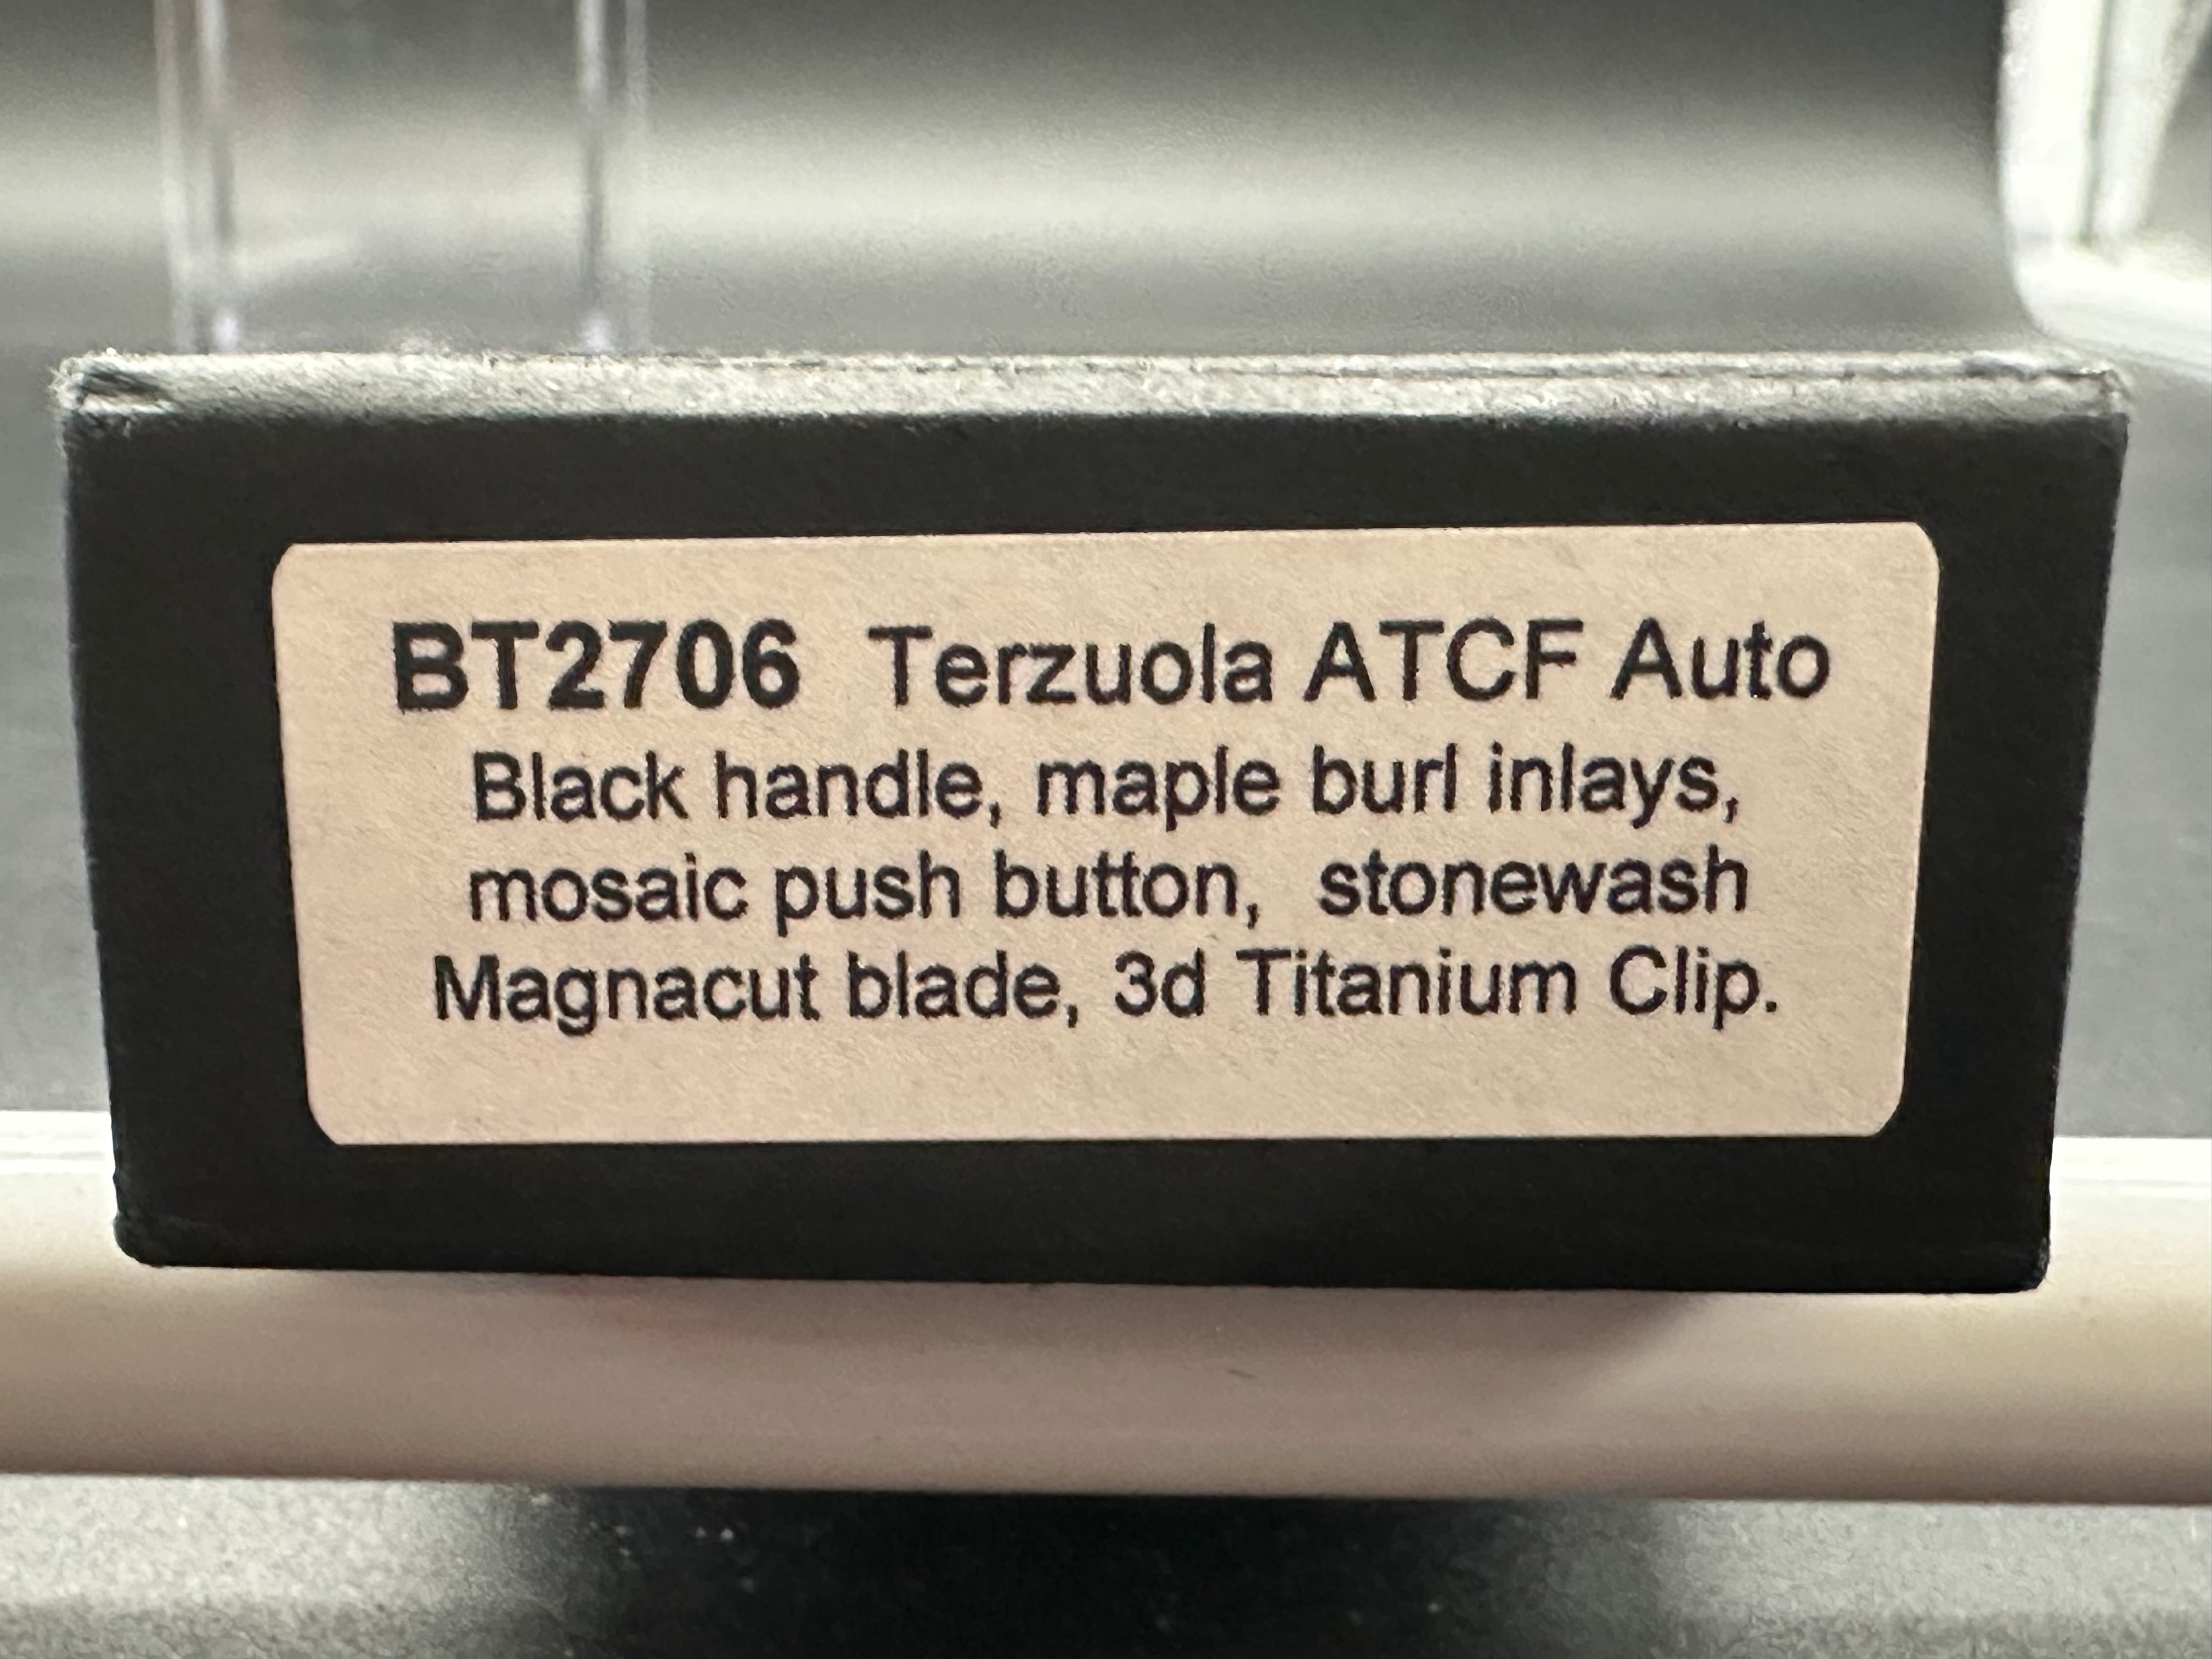 BT2706 Terzuola ATCF Auto
Black handle, maple burl inlays,
mosaic push button, stonewash
Magnacut blade, 3d Titanium Clip.